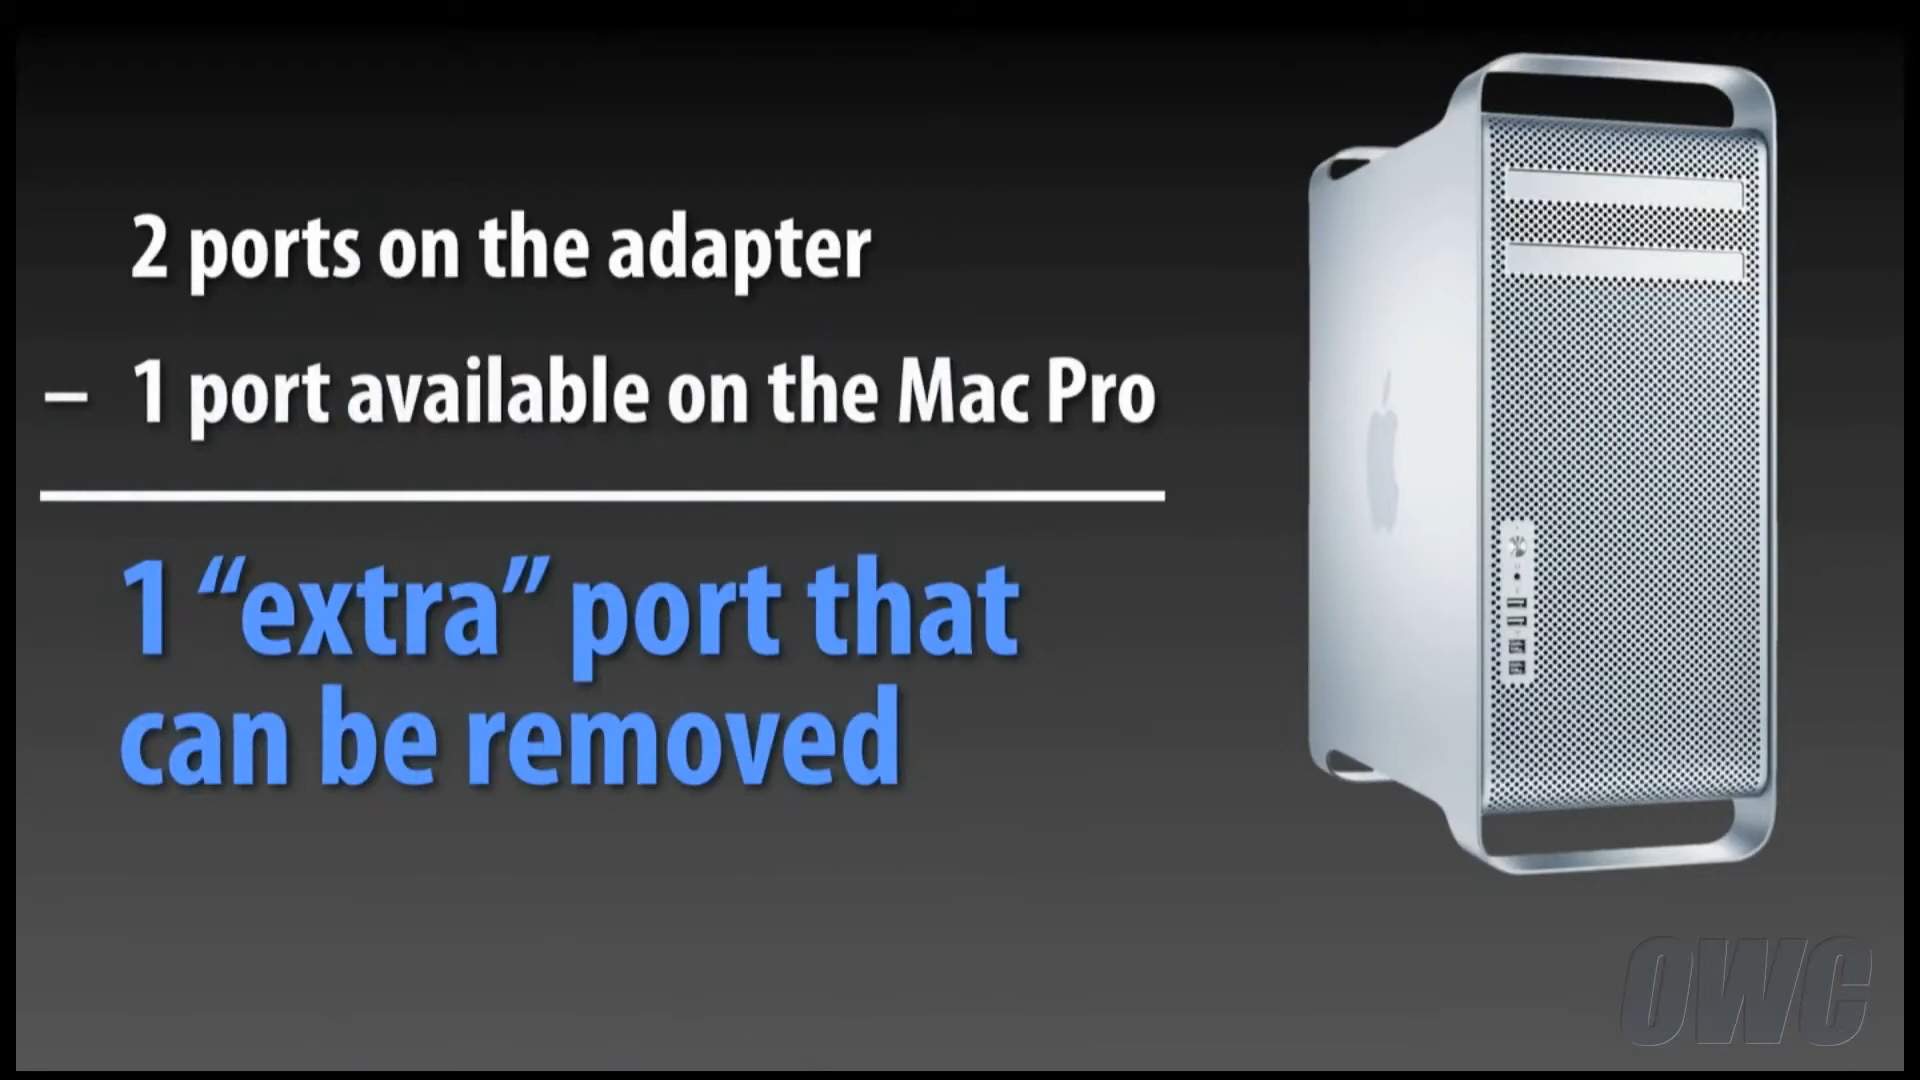 2 ports on the adapter
– 1 port available on the Mac Pro
1 “extra” port that
can be removed
OWC